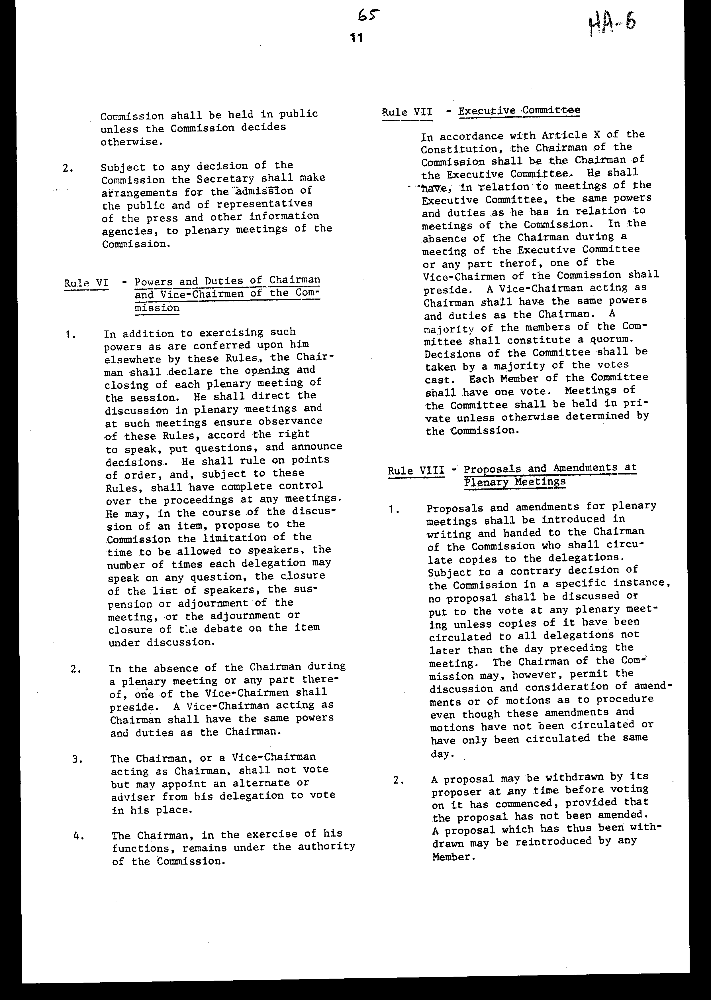 65
HA-6
11
Commission shall be held in public
unless the Commission decides
otherwise.
2. Subject to any decision of the
Commission the Secretary shall make
arrangements for the admission of
the public and of representatives
of the press and other information
agencies, to plenary meetings of the
Commission.
Rule VI - Powers and Duties of Chairman
and Vice-Chairmen of the Com-
mission
1. In addition to exercising such
powers as are conferred upon him
elsewhere by these Rules, the Chair-
man shall declare the opening and
closing of each plenary meeting of
the session. He shall direct the
discussion in plenary meetings and
at such meetings ensure observance
of these Rules, accord the right
to speak, put questions, and announce
decisions. He shall rule on points
of order, and, subject to these
Rules, shall have complete control
over the proceedings at any meetings.
He may, in the course of the discus-
sion of an item, propose to the
Commission the limitation of the
time to be allowed to speakers, the
number of times each delegation may
speak on any question, the closure
of the list of speakers, the sus-
pension or adjournment of the
meeting, or the adjournment or
closure of the debate on the item
under discussion.
2. In the absence of the Chairman during
a plenary meeting or any part there-
of, one of the Vice-Chairmen shall
preside. A Vice-Chairman acting as
Chairman shall have the same powers
and duties as the Chairman.
3. The Chairman, or a Vice-Chairman
acting as Chairman, shall not vote
but may appoint an alternate or
adviser from his delegation to vote
in his place.
4. The Chairman, in the exercise of his
functions, remains under the authority
of the Commission.
Rule VII - Executive Committee
In accordance with Article X of the
Constitution, the Chairman of the
Commission shall be the Chairman of
the Executive Committee. He shall
have, in relation to meetings of the
Executive Committee, the same powers
and duties as he has in relation to
meetings of the Commission. In the
absence of the Chairman during a
meeting of the Executive Committee
or any part therof, one of the
Vice-Chairmen of the Commission shall
preside. A Vice-Chairman acting as
Chairman shall have the same powers
and duties as the Chairman. A
majority of the members of the Com-
mittee shall constitute a quorum.
Decisions of the Committee shall be
taken by a majority of the votes
cast. Each Member of the Committee
shall have one vote. Meetings of
the Committee shall be held in pri-
vate unless otherwise determined by
the Commission.
Rule VIII - Proposals and Amendments at
Plenary Meetings
1. Proposals and amendments for plenary
meetings shall be introduced in
writing and handed to the Chairman
of the Commission who shall circu-
late copies to the delegations.
Subject to a contrary decision of
the Commission in a specific instance,
no proposal shall be discussed or
put to the vote at any plenary meet-
ing unless copies of it have been
circulated to all delegations not
later than the day preceding the
meeting. The Chairman of the Com-
mission may, however, permit the
discussion and consideration of amend-
ments or of motions as to procedure
even though these amendments and
motions have not been circulated or
have only been circulated the same
day.
2. A proposal may be withdrawn by its
proposer at any time before voting
on it has commenced, provided that
the proposal has not been amended.
A proposal which has thus been with-
drawn may be reintroduced by any
Member.